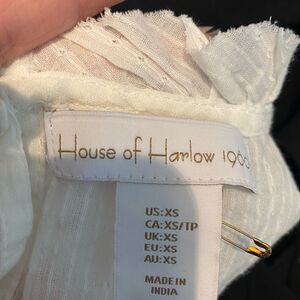 House of Harlow 1960
US:XS
CA:XS/TP
UK:XS
EU:XS
AU:XS
MADE IN
INDIA